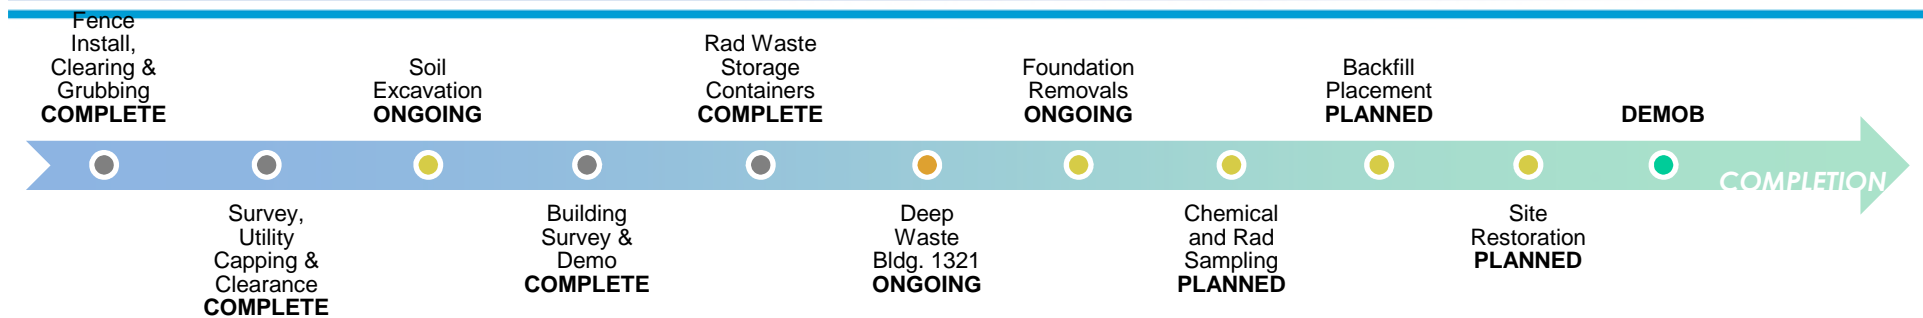 Fence
Install,
Clearing &
Grubbing
COMPLETE
Survey,
Utility
Capping &
Clearance
COMPLETE
Soil
Excavation
ONGOING
Building
Survey &
Demo
COMPLETE
Rad Waste
Storage
Containers
COMPLETE
Deep
Waste
Bldg. 1321
ONGOING
Foundation
Removals
ONGOING
Chemical
and Rad
Sampling
PLANNED
Backfill
Placement
PLANNED
Site
Restoration
PLANNED
DEMOB
COMPLETION